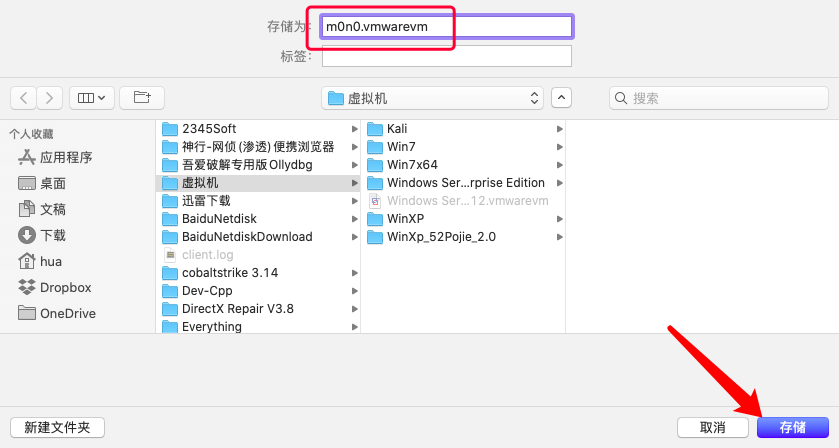 存储为:
m0n0.vmwarevm
标签:
虚拟机
搜索
个人收藏
应用程序
桌面
文稿
下载
hua
Dropbox
OneDrive
2345Soft
神行-网侦(渗透)便携浏览器
吾爱破解专用版Ollydbg
虚拟机
迅雷下载
BaiduNetdisk
BaiduNetdiskDownload
client.log
cobaltstrike 3.14
Dev-Cpp
DirectX Repair V3.8
Everything
Kali
Win7
Win7x64
Windows Ser...rprise Edition
Windows Ser...12.vmwarevm
WinXP
WinXp_52Pojie_2.0
新建文件夹
取消
存储